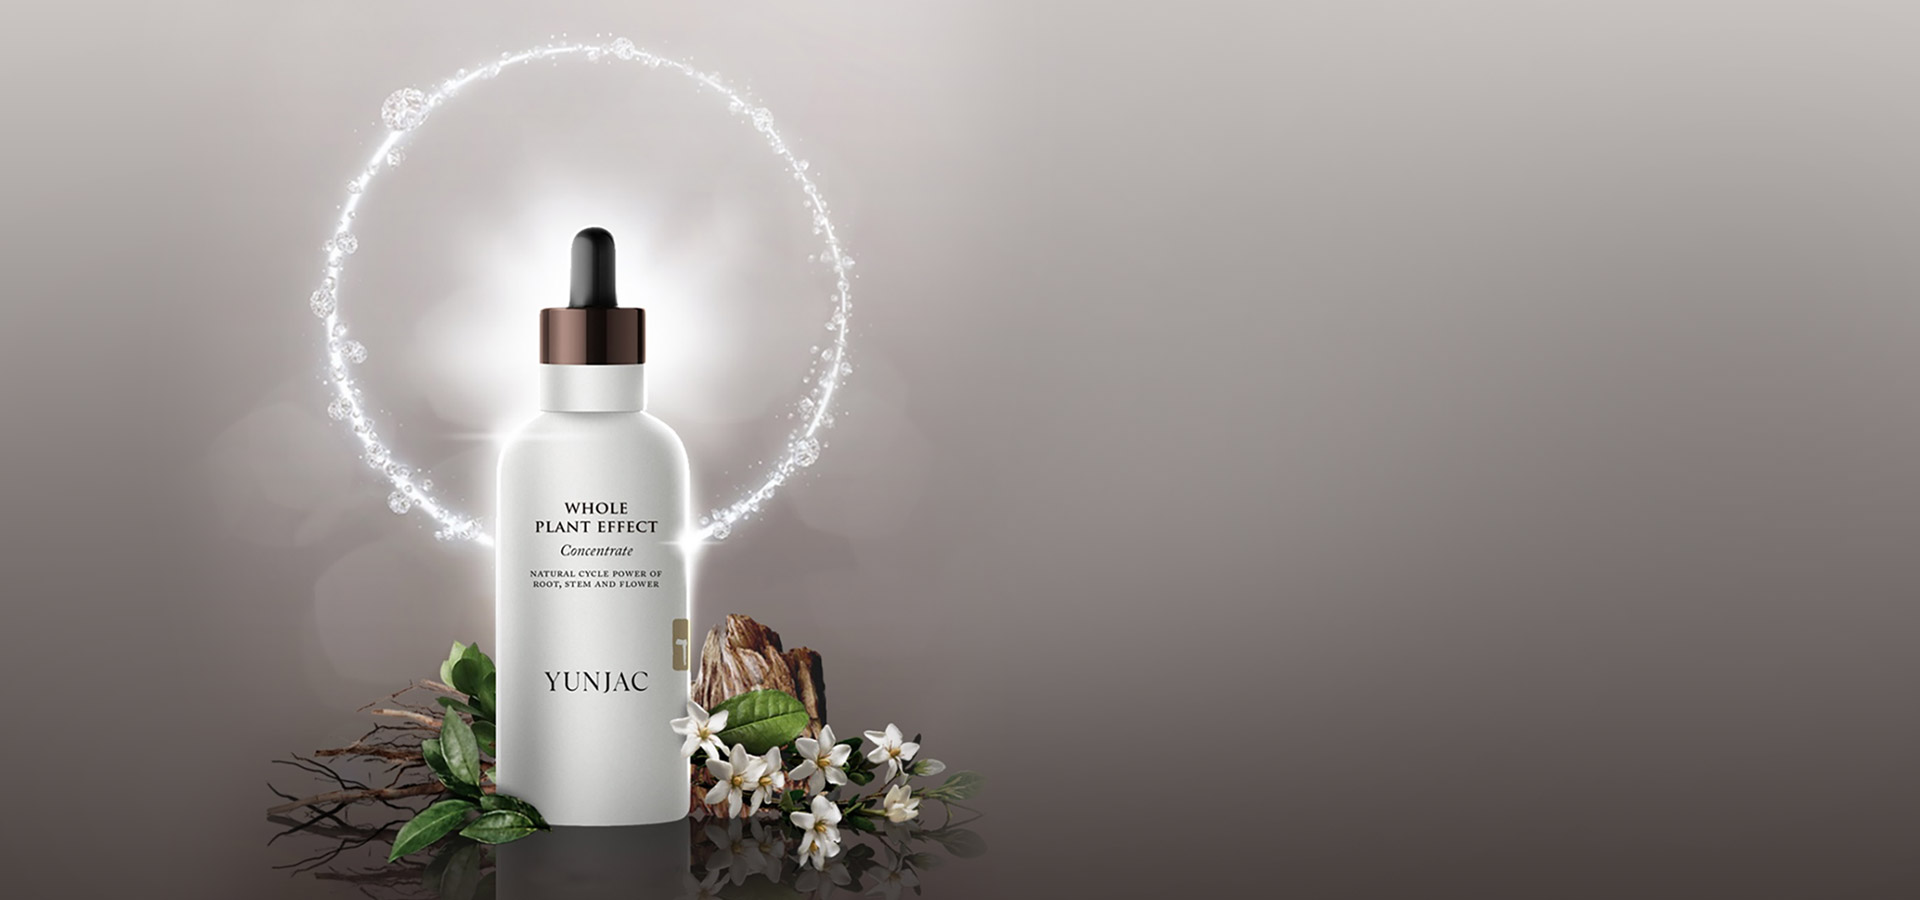 WHOLE
PLANT EFFECT
Concentrate
NATURAL CYCLE POWER OF
ROOT, STEM AND FLOWER
YUNJAC